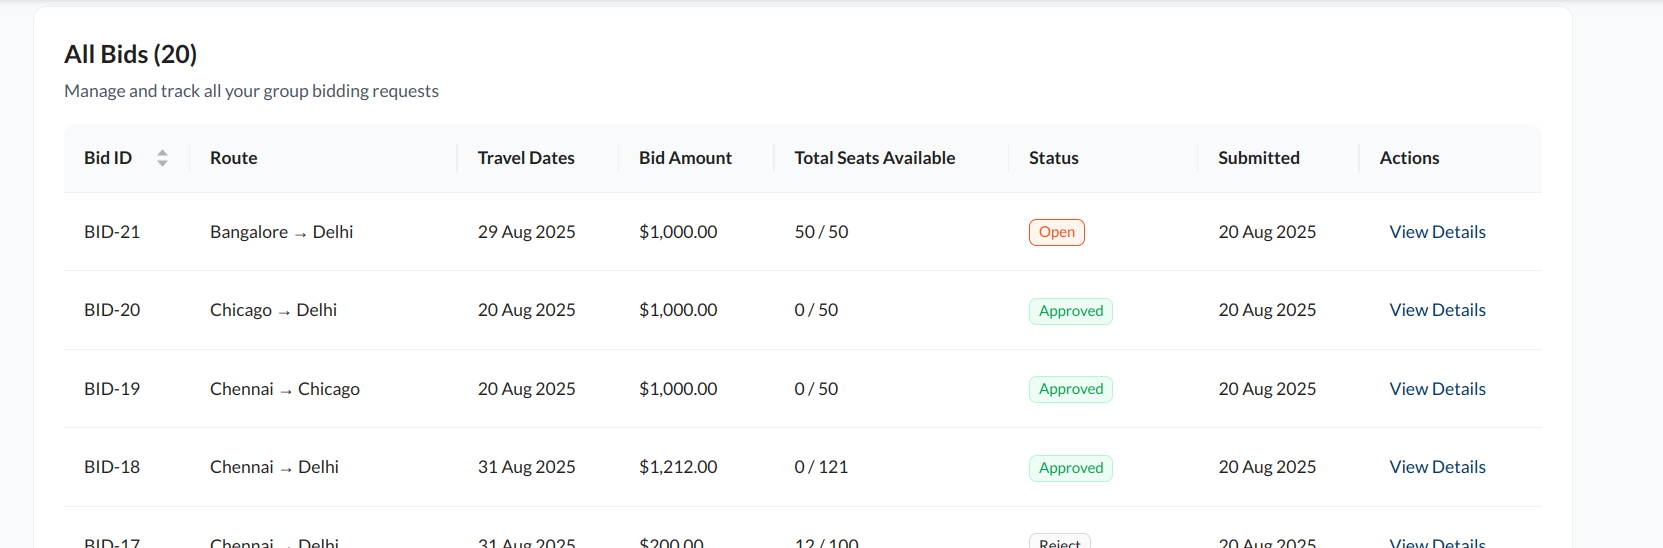 All Bids (20)
Manage and track all your group bidding requests
Bid ID Route Travel Dates Bid Amount Total Seats Available Status Submitted Actions
BID-21 Bangalore → Delhi 29 Aug 2025 $1,000.00 50 / 50 Open 20 Aug 2025 View Details
BID-20 Chicago → Delhi 20 Aug 2025 $1,000.00 0 / 50 Approved 20 Aug 2025 View Details
BID-19 Chennai → Chicago 20 Aug 2025 $1,000.00 0 / 50 Approved 20 Aug 2025 View Details
BID-18 Chennai → Delhi 31 Aug 2025 $1,212.00 0 / 121 Approved 20 Aug 2025 View Details
BID-17 Chennai → Delhi 31 Aug 2025 $200.00 12 / 100 Reject 20 Aug 2025 View Details